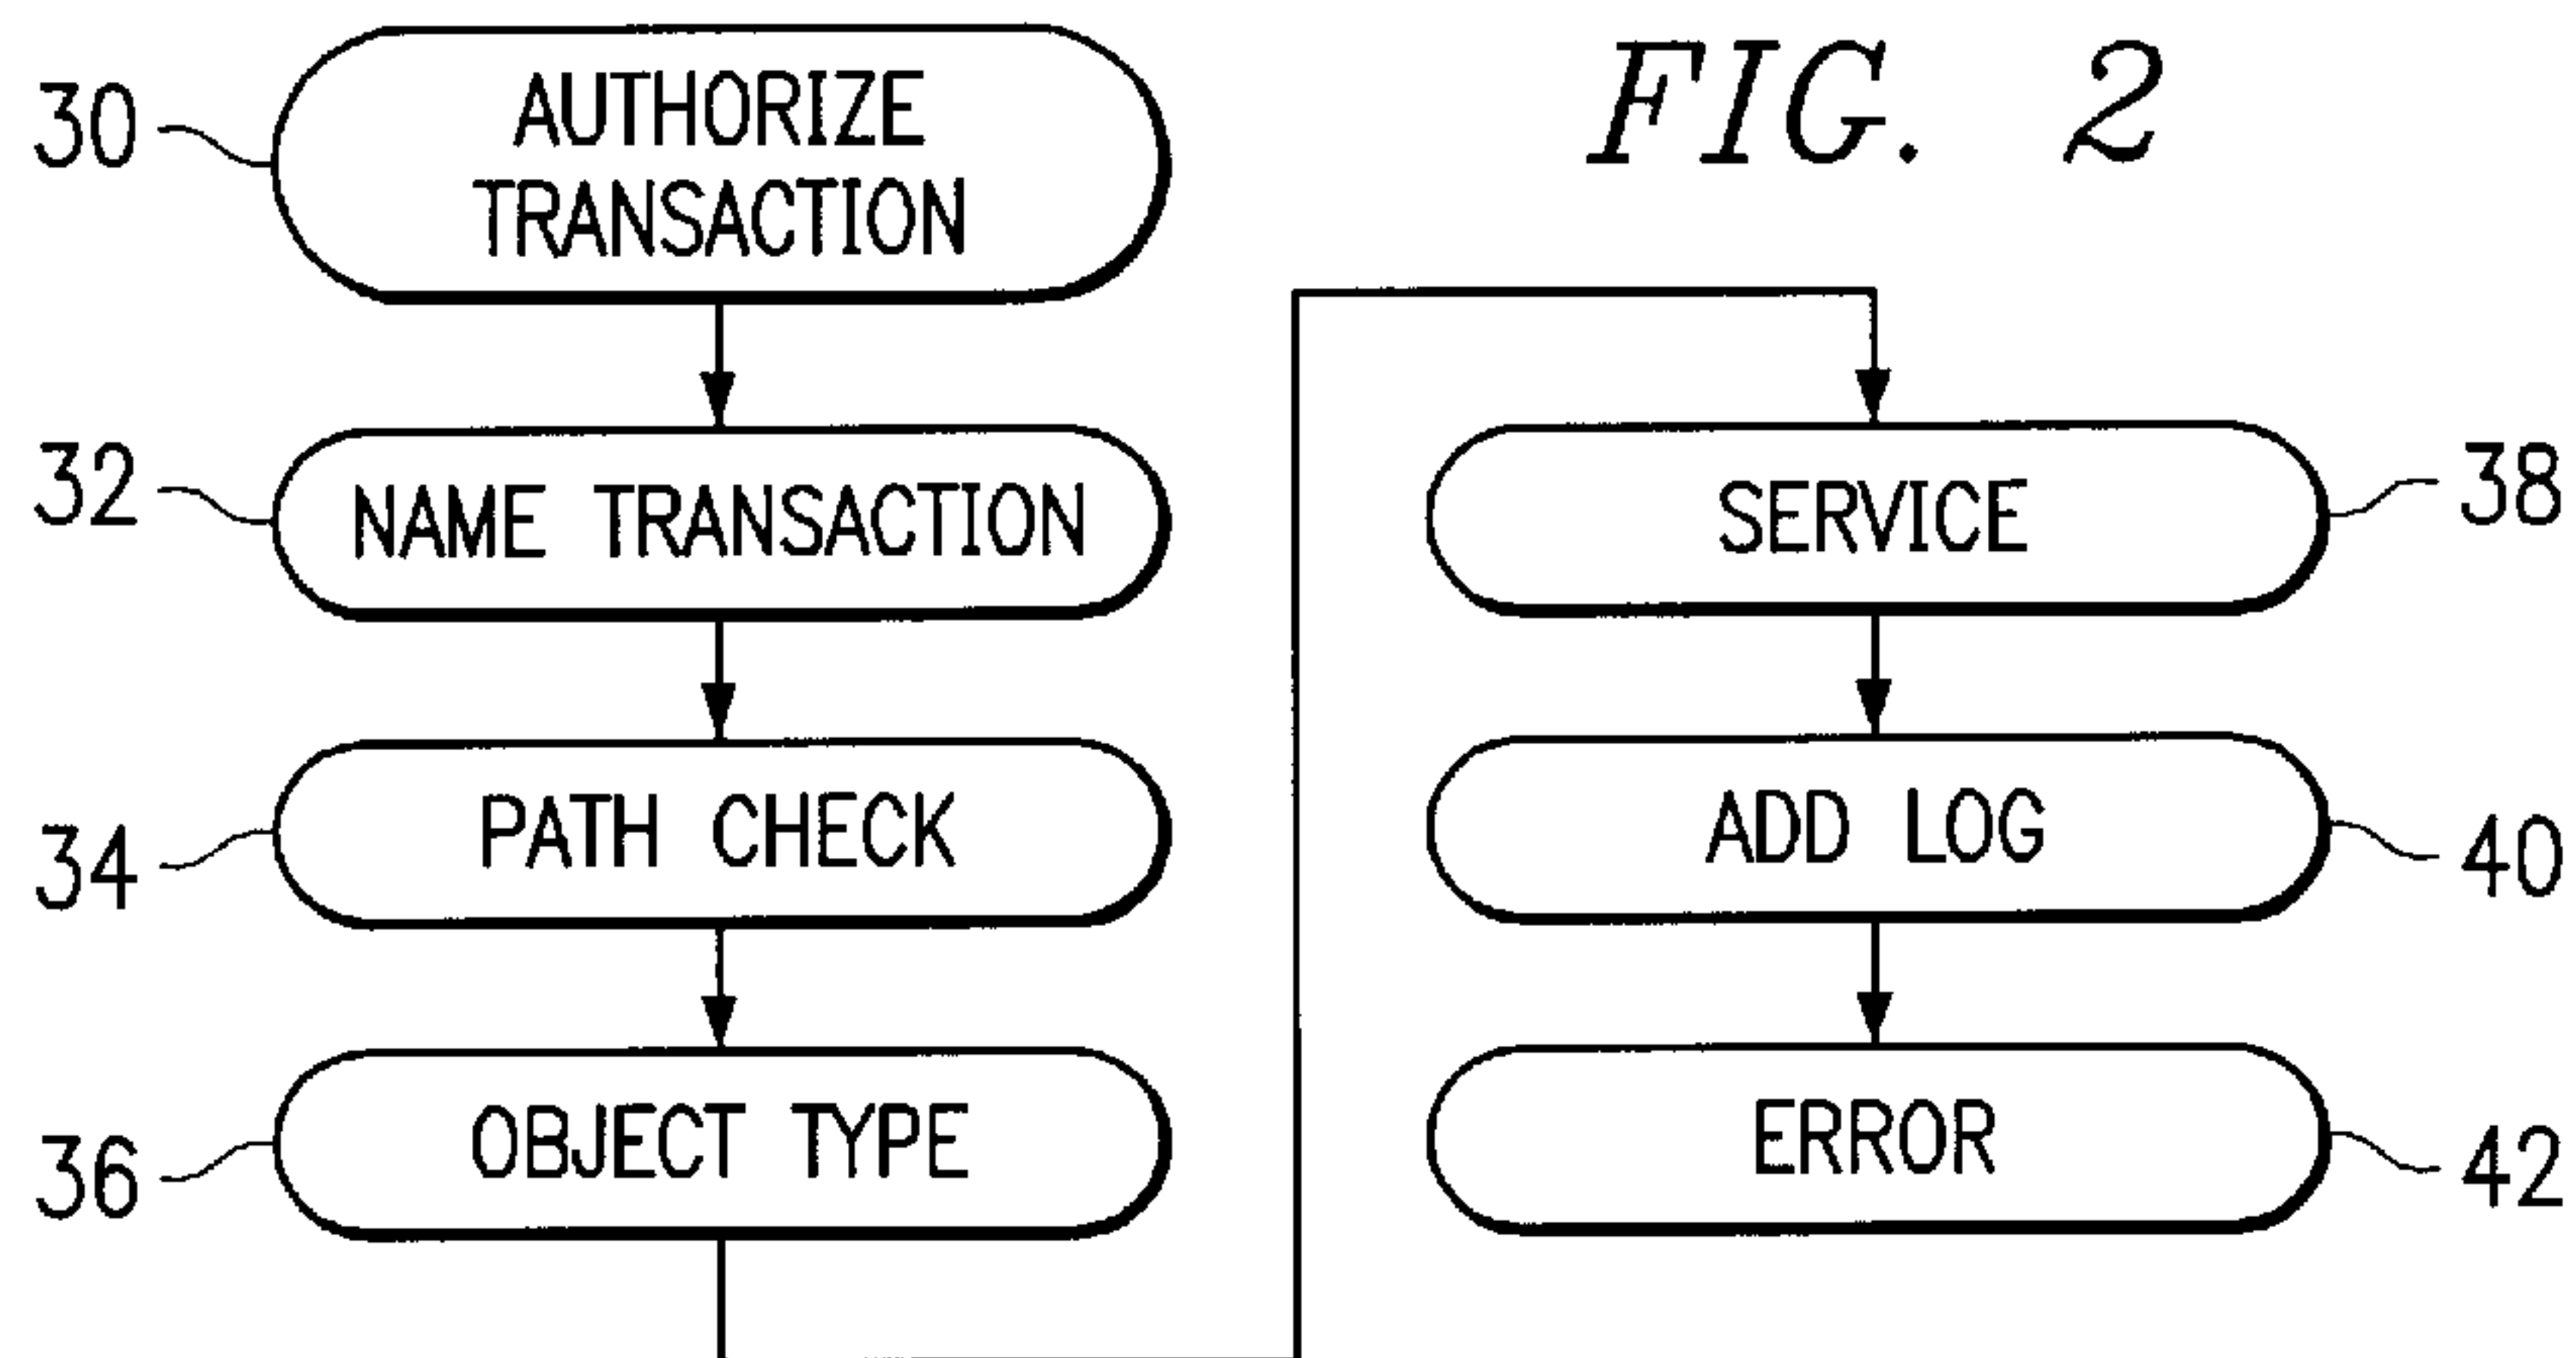 FIG. 2
30
AUTHORIZE
TRANSACTION
32
NAME TRANSACTION
34
PATH CHECK
36
OBJECT TYPE
SERVICE
38
ADD LOG
40
ERROR
42